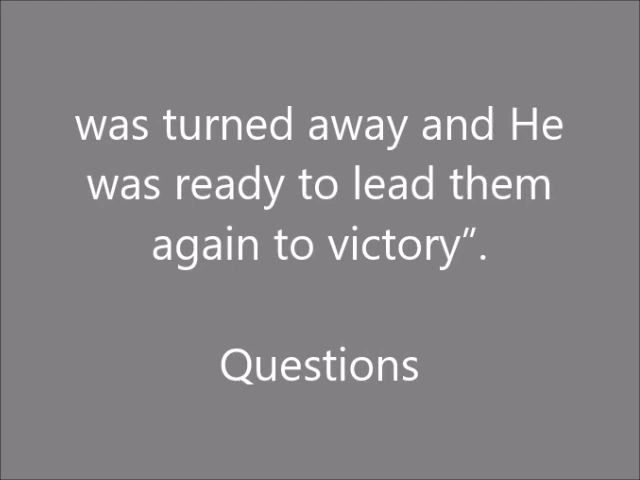 was turned away and He
was ready to lead them
again to victory”.
Questions